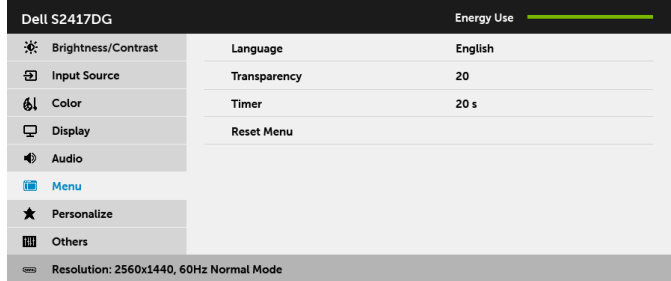 Dell S2417DG Energy Use
Brightness/Contrast Language English
Input Source Transparency 20
Color Timer 20 s
Display Reset Menu
Audio
Menu
Personalize
Others
Resolution: 2560x1440, 60Hz Normal Mode